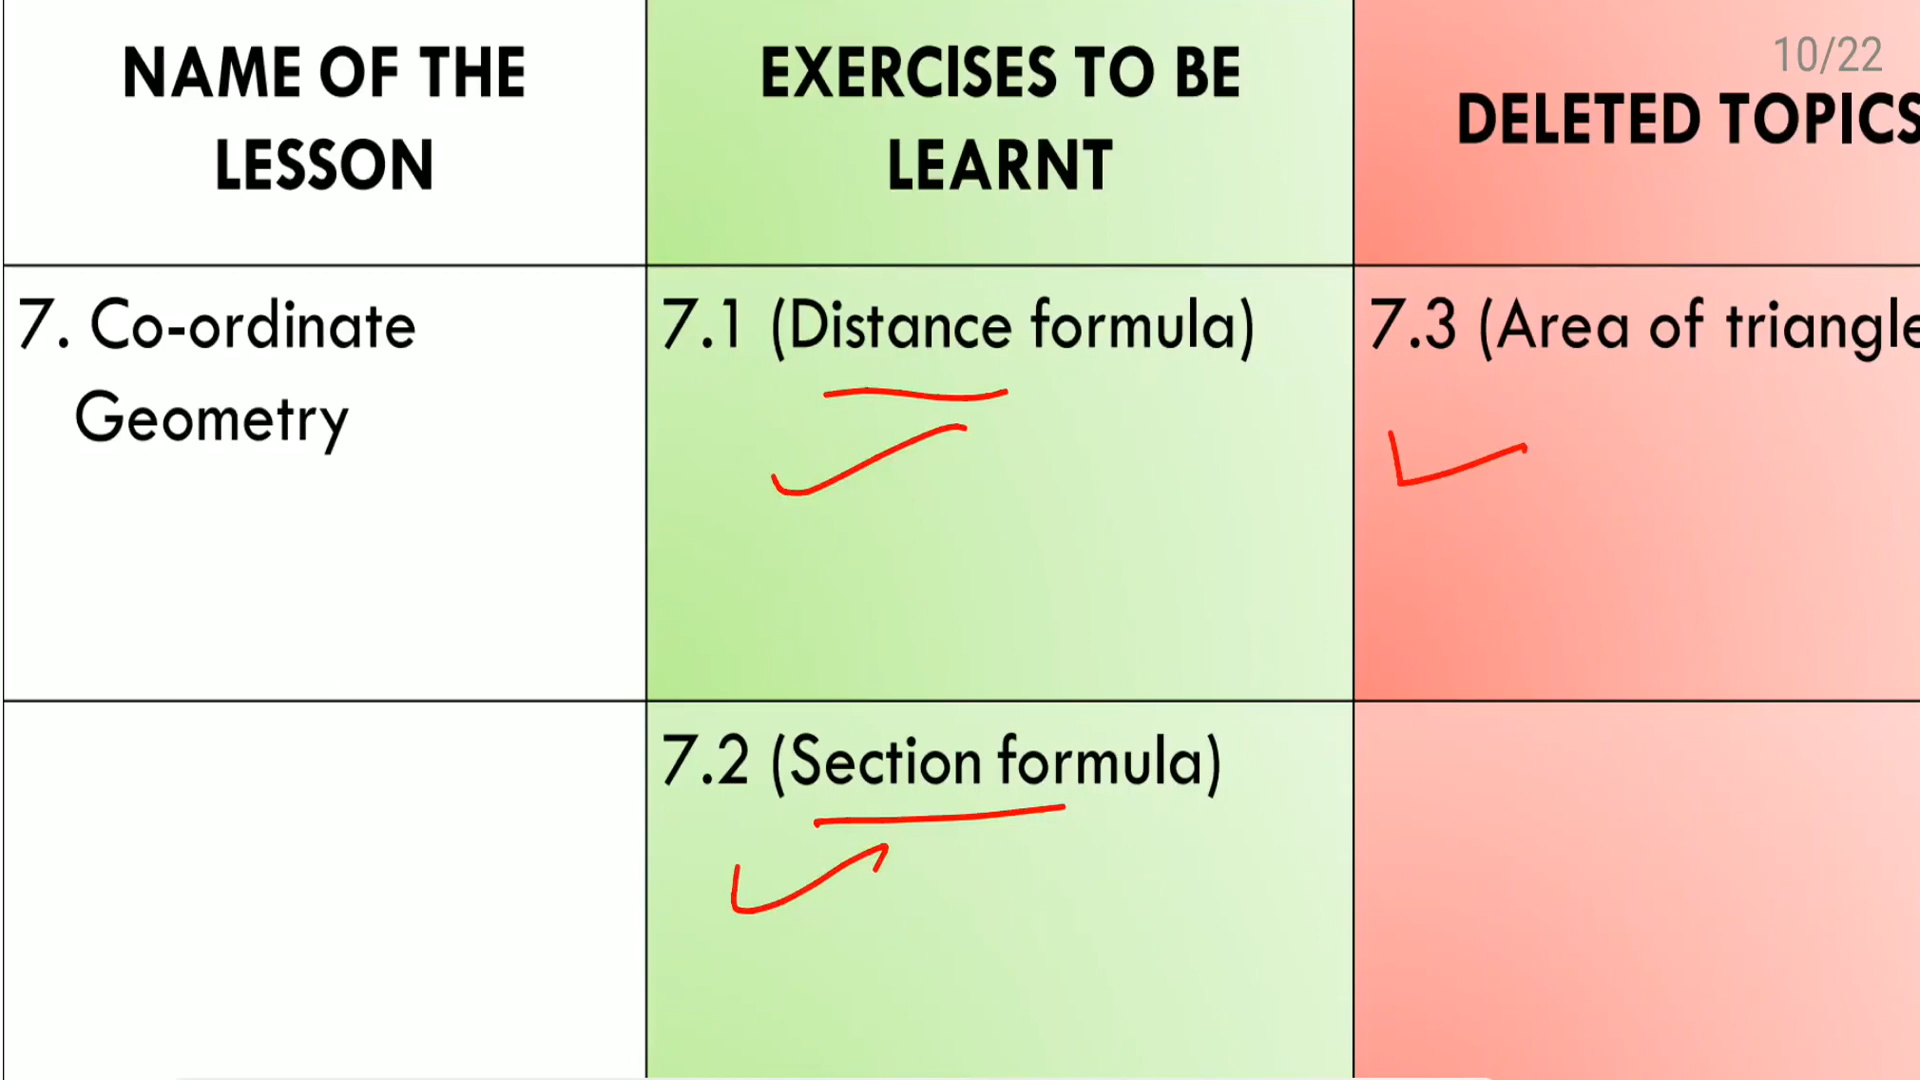 NAME OF THE
LESSON
EXERCISES TO BE
LEARNT
10/22
DELETED TOPICS
7. Co-ordinate
Geometry
7.1 (Distance formula)
7.3 (Area of triangle
7.2 (Section formula)